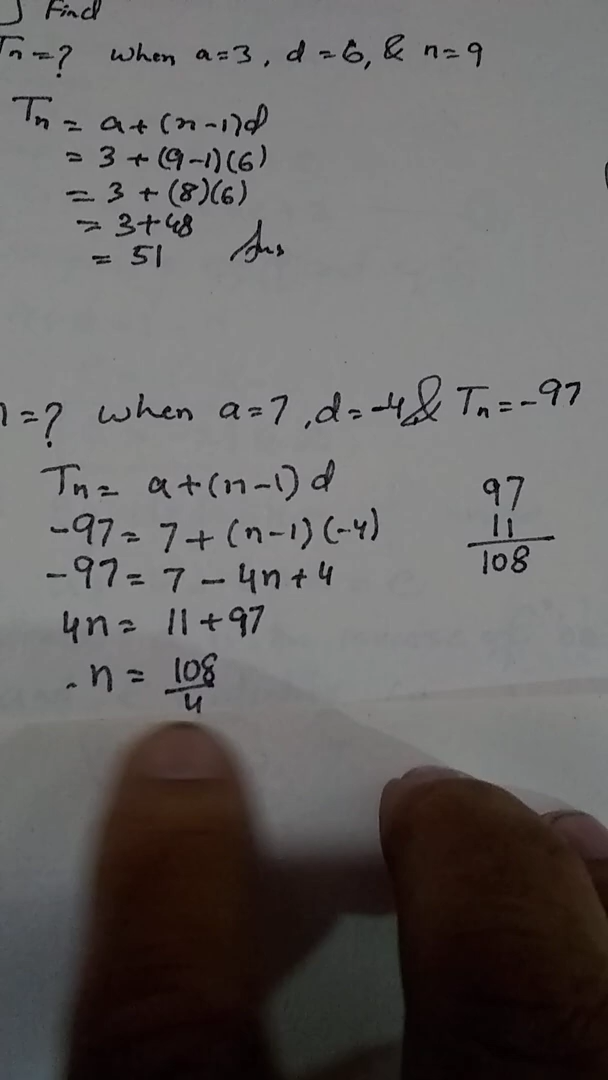 Find
Tn=? when a=3, d=6, & n=9
Tn = a+(n-1)d
= 3 + (9-1)(6)
= 3 + (8)(6)
= 3+48
= 51 Ans
n=? when a=7, d=-4 & Tn=-97
Tn= a+(n-1)d
-97= 7+(n-1)(-4)
-97= 7-4n+4
4n= 11+97
n= 108/4
97
11
108